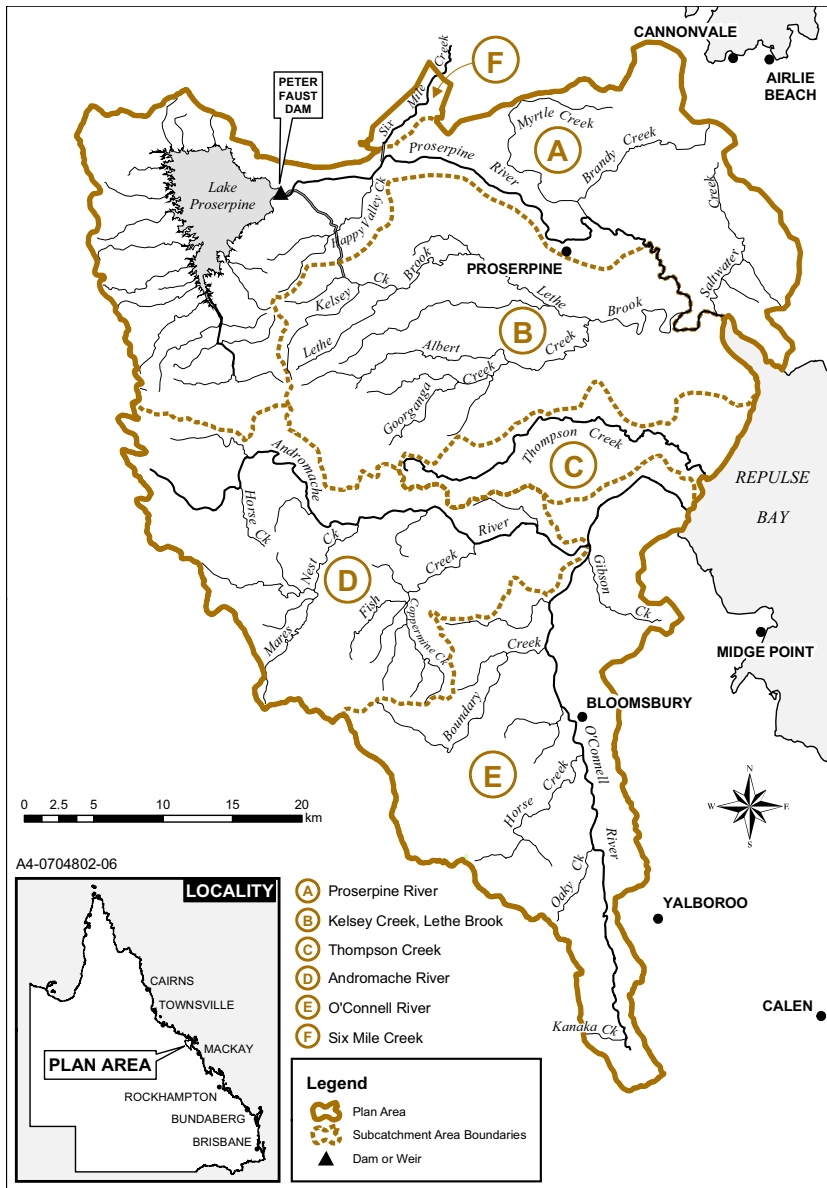 CANNONVALE
AIRLIE
BEACH
F
PETER
FAUST
DAM
Six Mile Creek
Myrtle Creek
A
Brandy Creek
Proserpine River
Lake
Proserpine
Happy Valley Ck
Saltwater Creek
PROSERPINE
Kelsey Ck
Lethe Brook
Lethe Brook
B
Albert Creek
Goorganga Creek
Thompson Creek
C
Andromache River
REPULSE
BAY
Horse Ck
Mares Nest Ck
D
Fish Creek
Coppermine Ck
Gibson Ck
MIDGE POINT
Boundary Creek
BLOOMSBURY
O'Connell River
E
Horse Creek
Oaky Ck
YALBOROO
CALEN
Kanaka Ck
N
W E
S
0 2.5 5 10 15 20
km
A4-0704802-06
LOCALITY
CAIRNS
TOWNSVILLE
PLAN AREA
MACKAY
ROCKHAMPTON
BUNDABERG
BRISBANE
A Proserpine River
B Kelsey Creek, Lethe Brook
C Thompson Creek
D Andromache River
E O'Connell River
F Six Mile Creek
Legend
Plan Area
Subcatchment Area Boundaries
Dam or Weir